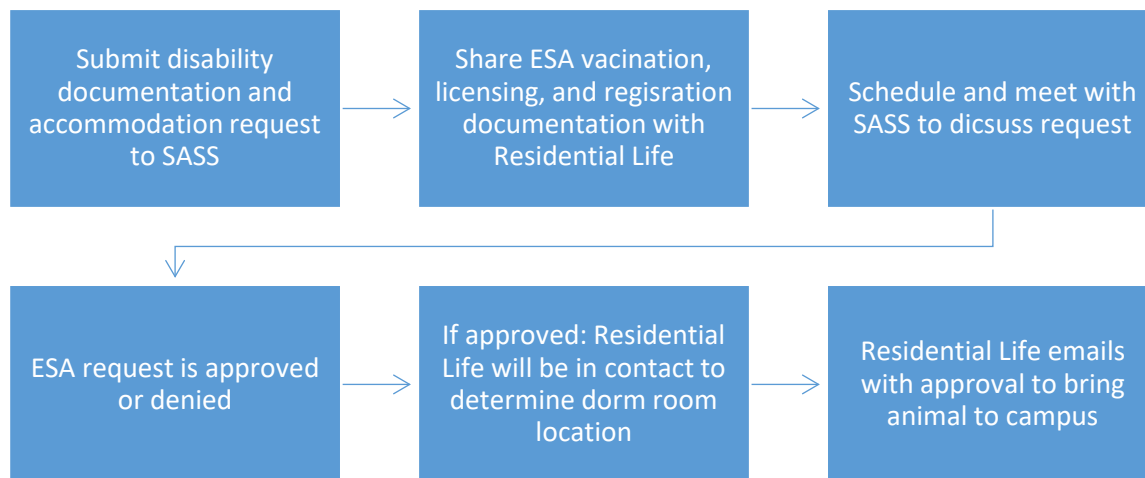 Submit disability
documentation and
accommodation request
to SASS
Share ESA vacination,
licensing, and regisration
documentation with
Residential Life
Schedule and meet with
SASS to dicsuss request
ESA request is approved
or denied
If approved: Residential
Life will be in contact to
determine dorm room
location
Residential Life emails
with approval to bring
animal to campus